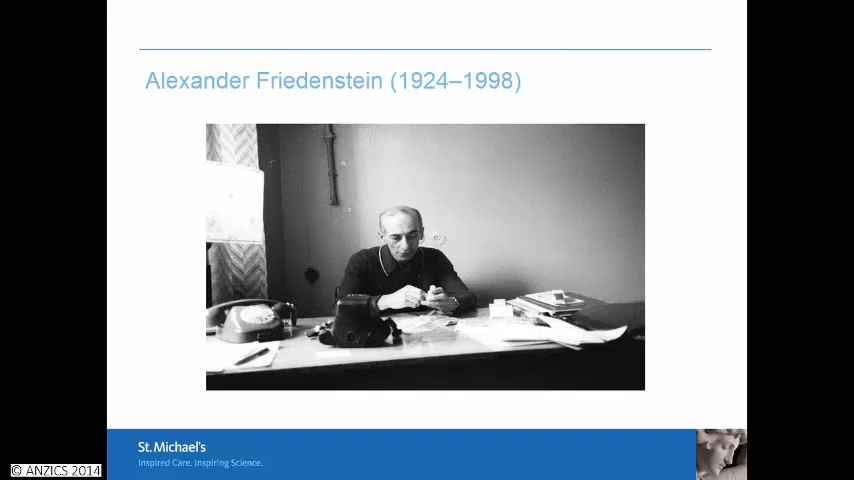 Alexander Friedenstein (1924–1998)
St. Michael's
Inspired Care. Inspiring Science.
© ANZICS 2014